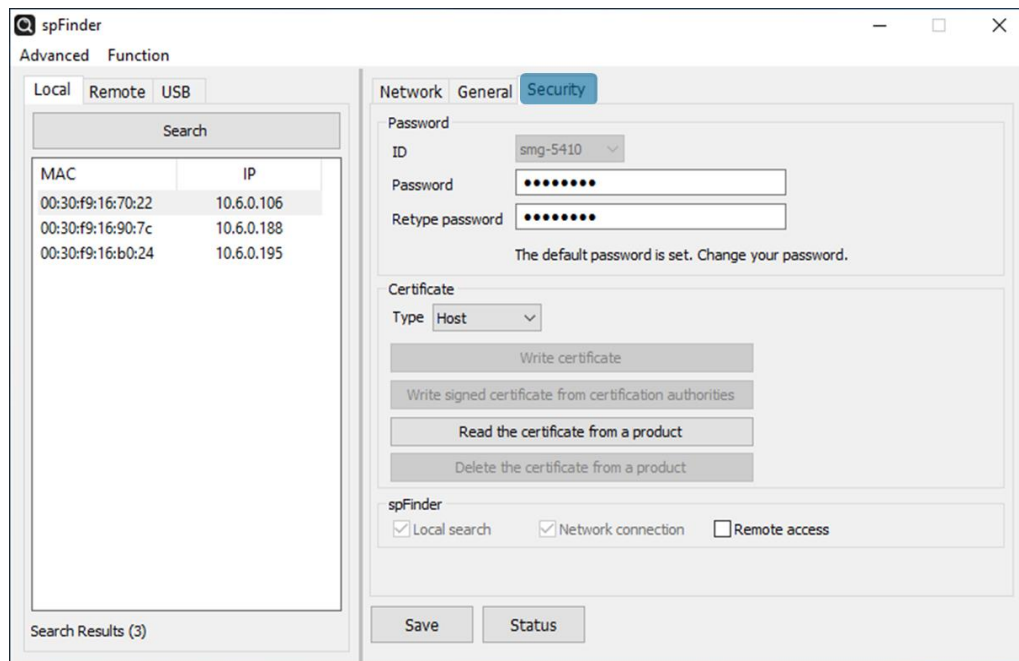 spFinder
Advanced Function
Local Remote USB
Search
MAC IP
00:30:f9:16:70:22 10.6.0.106
00:30:f9:16:90:7c 10.6.0.188
00:30:f9:16:b0:24 10.6.0.195
Search Results (3)
Network General Security
Password
ID smg-5410
Password ••••••••
Retype password ••••••••
The default password is set. Change your password.
Certificate
Type Host
Write certificate
Write signed certificate from certification authorities
Read the certificate from a product
Delete the certificate from a product
spFinder
Local search Network connection Remote access
Save Status